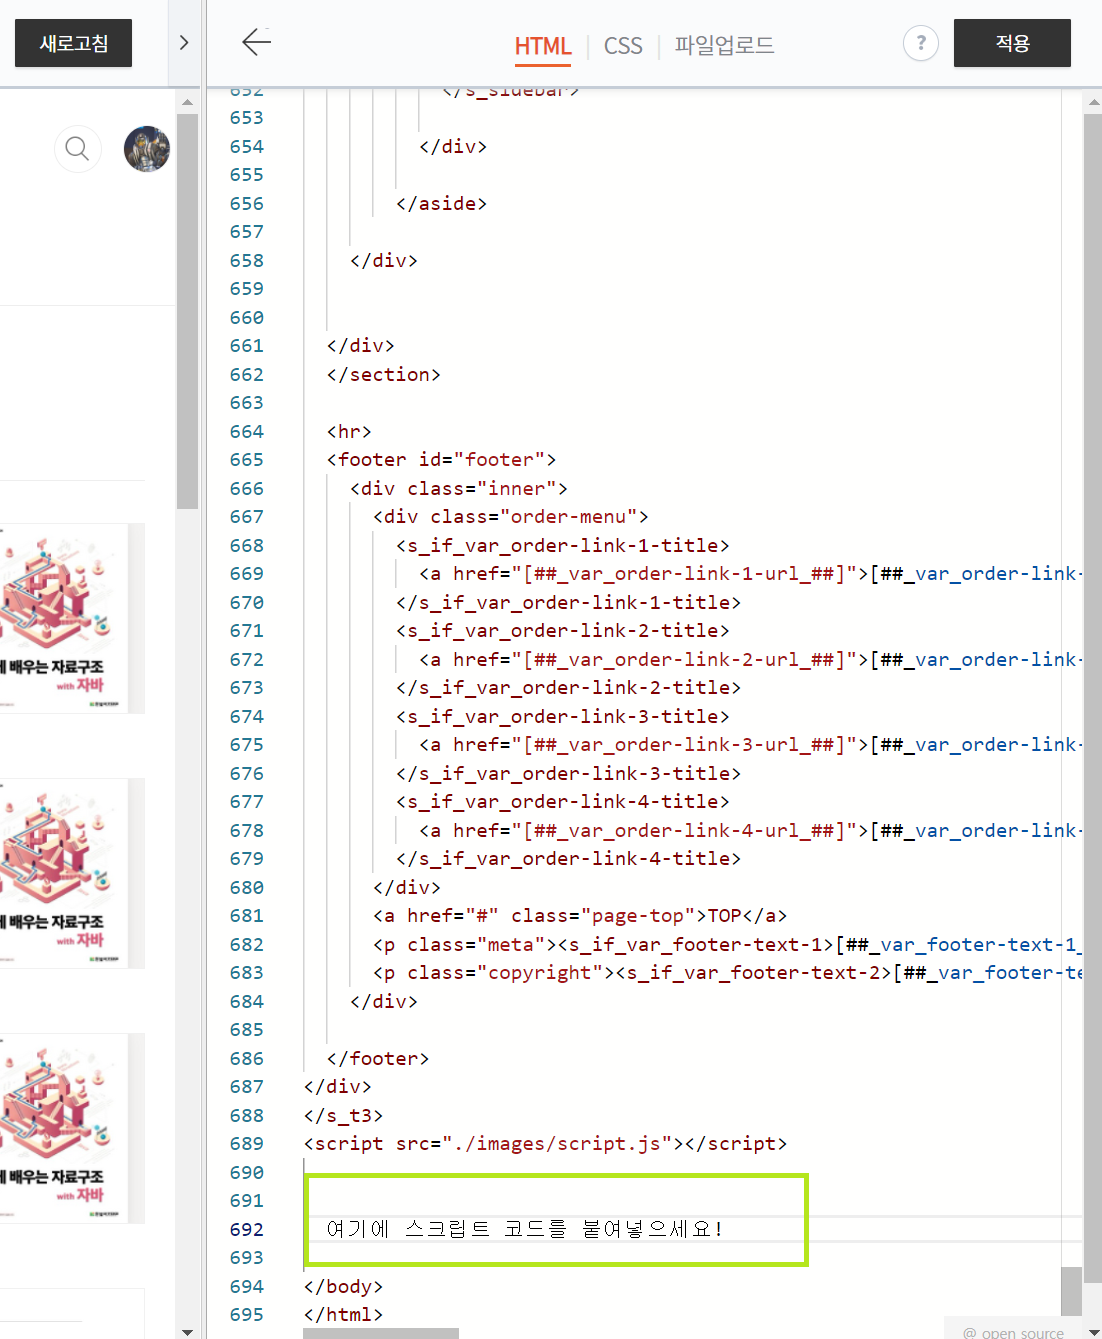 새로고침
HTML
CSS
파일업로드
?
적용
652 </s_sidebar>
653
654 </div>
655
656 </aside>
657
658 </div>
659
660
661 </div>
662 </section>
663
664 <hr>
665 <footer id="footer">
666 <div class="inner">
667 <div class="order-menu">
668 <s_if_var_order-link-1-title>
669 <a href="[##_var_order-link-1-url_##]">[##_var_order-link-
670 </s_if_var_order-link-1-title>
671 <s_if_var_order-link-2-title>
672 <a href="[##_var_order-link-2-url_##]">[##_var_order-link-
673 </s_if_var_order-link-2-title>
674 <s_if_var_order-link-3-title>
675 <a href="[##_var_order-link-3-url_##]">[##_var_order-link-
676 </s_if_var_order-link-3-title>
677 <s_if_var_order-link-4-title>
678 <a href="[##_var_order-link-4-url_##]">[##_var_order-link-
679 </s_if_var_order-link-4-title>
680 </div>
681 <a href="#" class="page-top">TOP</a>
682 <p class="meta"><s_if_var_footer-text-1>[##_var_footer-text-1_
683 <p class="copyright"><s_if_var_footer-text-2>[##_var_footer-te
684 </div>
685
686 </footer>
687 </div>
688 </s_t3>
689 <script src="./images/script.js"></script>
690
691
692 여기에 스크립트 코드를 붙여넣으세요!
693
694 </body>
695 </html>
@ open source
배우는 자료구조
with 자바
배우는 자료구조
with 자바
배우는 자료구조
with 자바